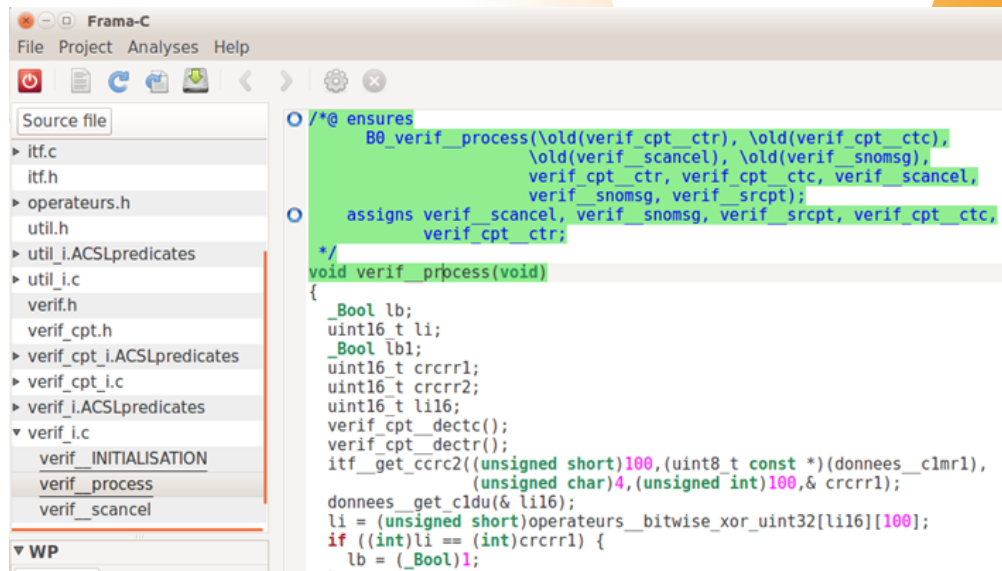 Frama-C
File Project Analyses Help
Source file
itf.c
itf.h
operateurs.h
util.h
util_i.ACSLpredicates
util_i.c
verif.h
verif_cpt.h
verif_cpt_i.ACSLpredicates
verif_cpt_i.c
verif_i.ACSLpredicates
verif_i.c
verif__INITIALISATION
verif__process
verif__scancel
WP
/*@ ensures
B0_verif__process(\old(verif_cpt__ctr), \old(verif_cpt__ctc),
\old(verif__scancel), \old(verif__snomsg),
verif_cpt__ctr, verif_cpt__ctc, verif__scancel,
verif__snomsg, verif__srcpt);
assigns verif__scancel, verif__snomsg, verif__srcpt, verif_cpt__ctc,
verif_cpt__ctr;
*/
void verif__process(void)
{
_Bool lb;
uint16_t li;
_Bool lb1;
uint16_t crcrr1;
uint16_t crcrr2;
uint16_t li16;
verif_cpt__dectc();
verif_cpt__dectr();
itf__get_ccrc2((unsigned short)100,(uint8_t const *)(donnees__c1mr1),
(unsigned char)4,(unsigned int)100,& crcrr1);
donnees__get_c1du(& li16);
li = (unsigned short)operateurs__bitwise_xor_uint32[li16][100];
if ((int)li == (int)crcrr1) {
lb = (_Bool)1;